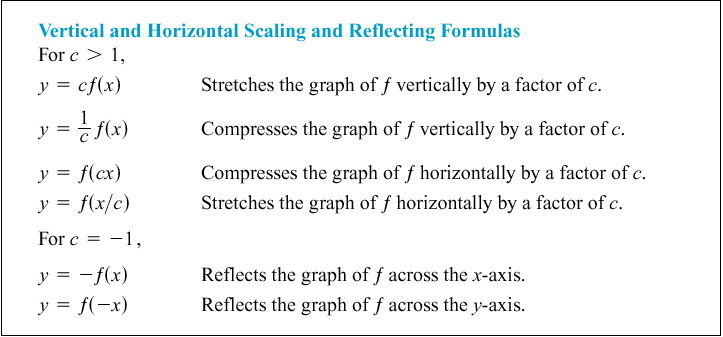 Vertical and Horizontal Scaling and Reflecting Formulas
For c > 1,
y = cf(x) Stretches the graph of f vertically by a factor of c.
y = 1/c f(x) Compresses the graph of f vertically by a factor of c.
y = f(cx) Compresses the graph of f horizontally by a factor of c.
y = f(x/c) Stretches the graph of f horizontally by a factor of c.
For c = −1,
y = −f(x) Reflects the graph of f across the x-axis.
y = f(−x) Reflects the graph of f across the y-axis.